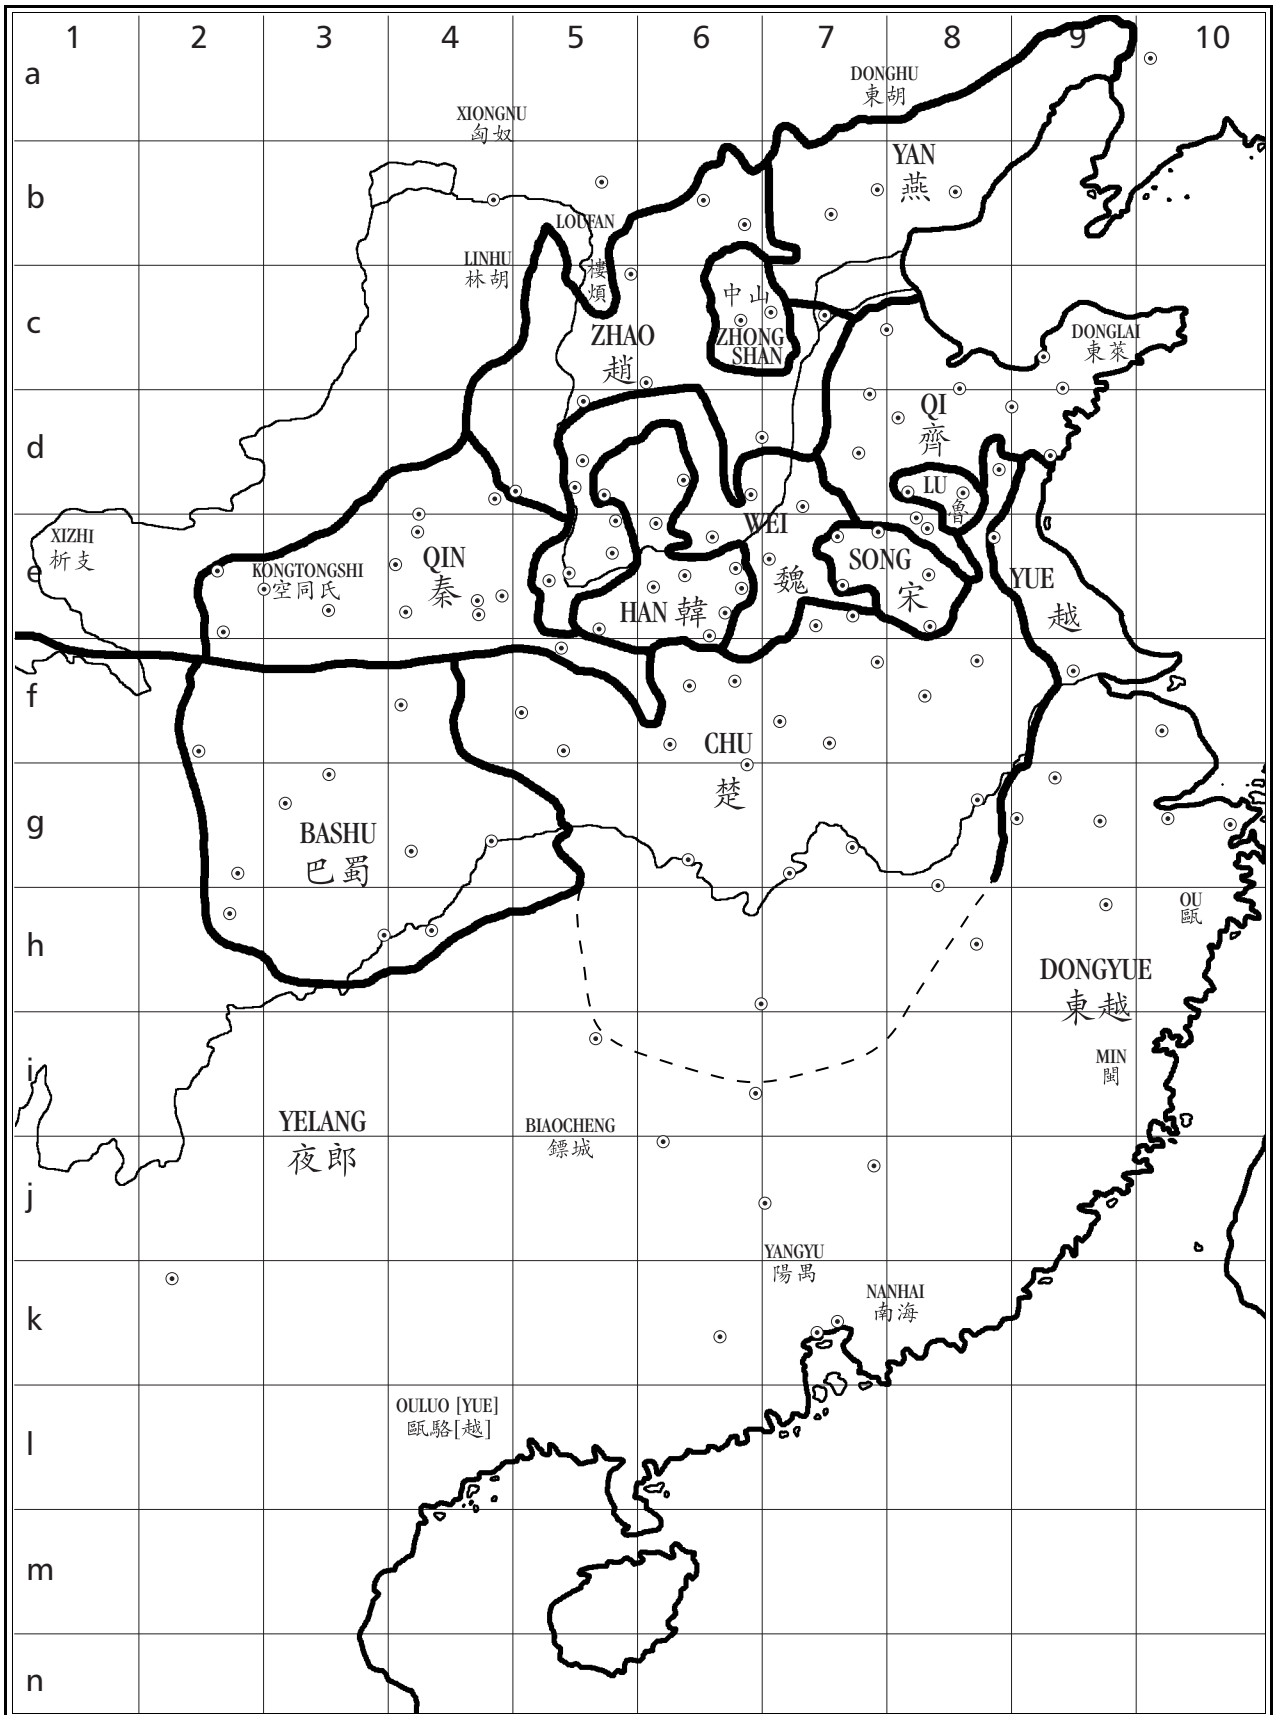 1 2 3 4 5 6 7 8 9 10
a
DONGHU
東胡
XIONGNU
匈奴
YAN
燕
b
LOUFAN
樓
煩
LINHU
林胡
中山
ZHONG
SHAN
c
ZHAO
趙
DONGLAI
東萊
QI
齊
d
LU
魯
WEI
魏
XIZHI
析支
e
KONGTONGSHI
空同氏
QIN
秦
HAN 韓
SONG
宋
YUE
越
f
CHU
楚
g
BASHU
巴蜀
OU
甌
h
DONGYUE
東越
i
MIN
閩
YELANG
夜郎
BIAOCHENG
鏢城
j
YANGYU
陽禺
k
NANHAI
南海
OULUO [YUE]
甌駱[越]
l
m
n